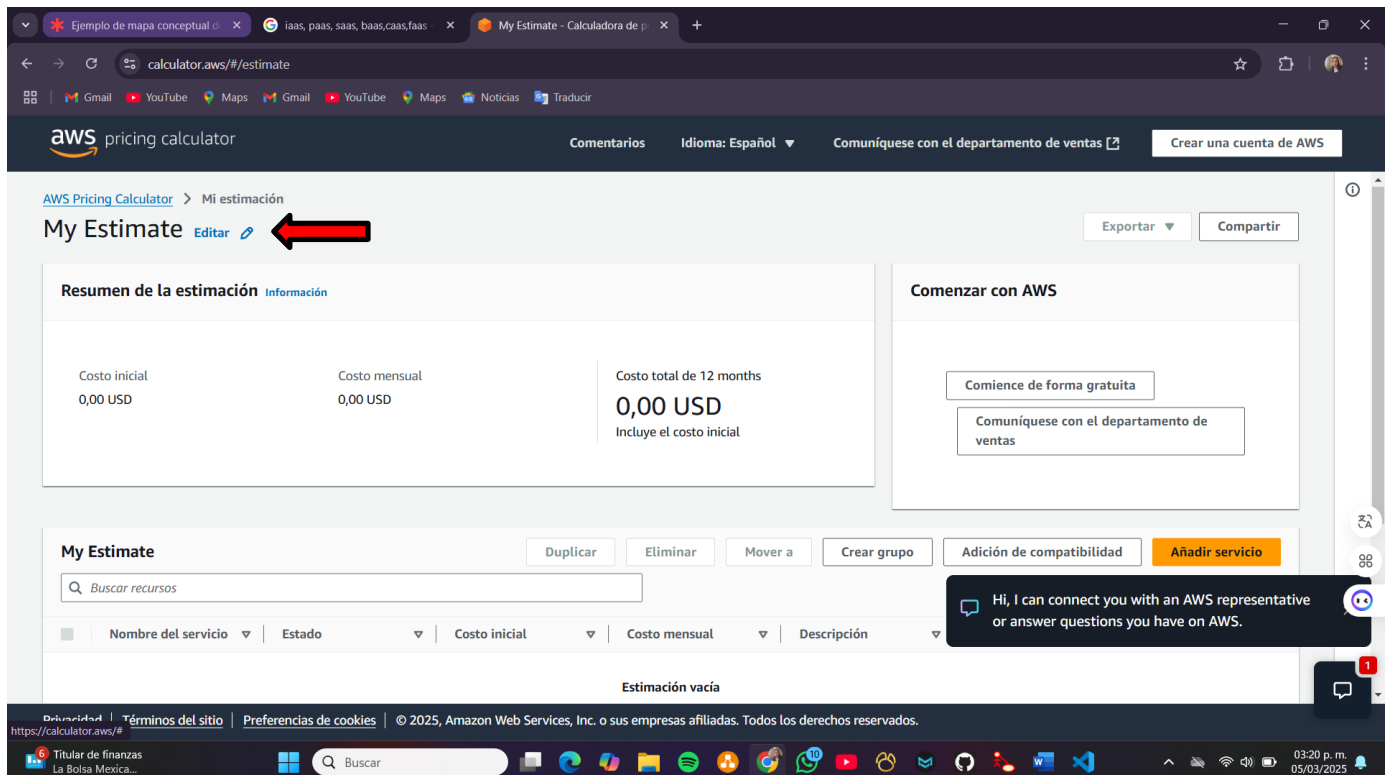 Ejemplo de mapa conceptual d
iaas, paas, saas, baas,caas,faas -
My Estimate - Calculadora de p
calculator.aws/#/estimate
Gmail
YouTube
Maps
Gmail
YouTube
Maps
Noticias
Traducir
aws pricing calculator
Comentarios
Idioma: Español
Comuníquese con el departamento de ventas
Crear una cuenta de AWS
AWS Pricing Calculator > Mi estimación
My Estimate Editar
Exportar
Compartir
Resumen de la estimación Información
Comenzar con AWS
Costo inicial
0,00 USD
Costo mensual
0,00 USD
Costo total de 12 months
0,00 USD
Incluye el costo inicial
Comience de forma gratuita
Comuníquese con el departamento de
ventas
My Estimate
Duplicar
Eliminar
Mover a
Crear grupo
Adición de compatibilidad
Añadir servicio
Buscar recursos
Hi, I can connect you with an AWS representative
or answer questions you have on AWS.
Nombre del servicio
Estado
Costo inicial
Costo mensual
Descripción
Estimación vacía
1
Privacidad | Términos del sitio | Preferencias de cookies | © 2025, Amazon Web Services, Inc. o sus empresas afiliadas. Todos los derechos reservados.
https://calculator.aws/#
6
Titular de finanzas
La Bolsa Mexica...
Buscar
10
03:20 p. m.
05/03/2025